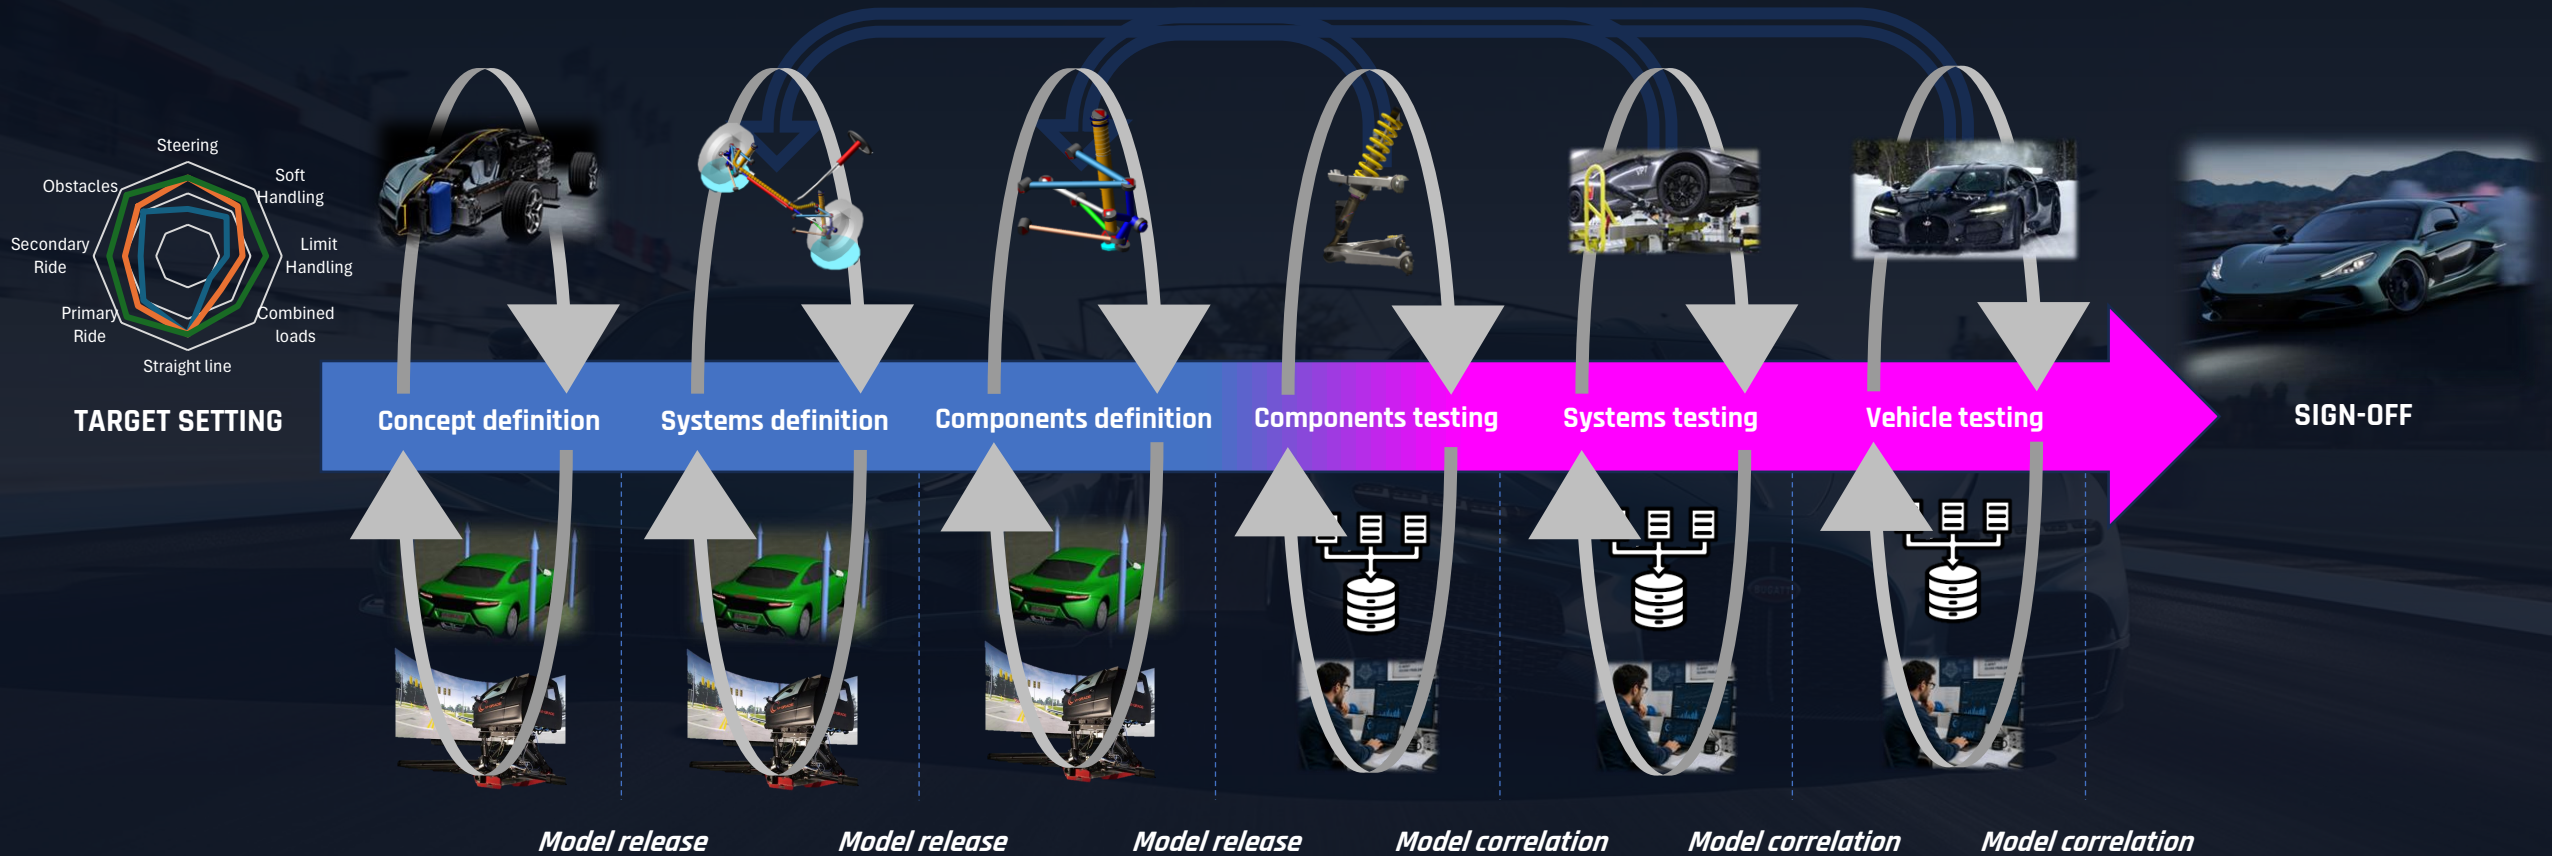 Steering
Soft
Handling
Obstacles
Limit
Handling
Secondary
Ride
Combined
loads
Primary
Ride
Straight line
TARGET SETTING
Concept definition
Systems definition
Components definition
Components testing
Systems testing
Vehicle testing
SIGN-OFF
Model release
Model release
Model release
Model correlation
Model correlation
Model correlation